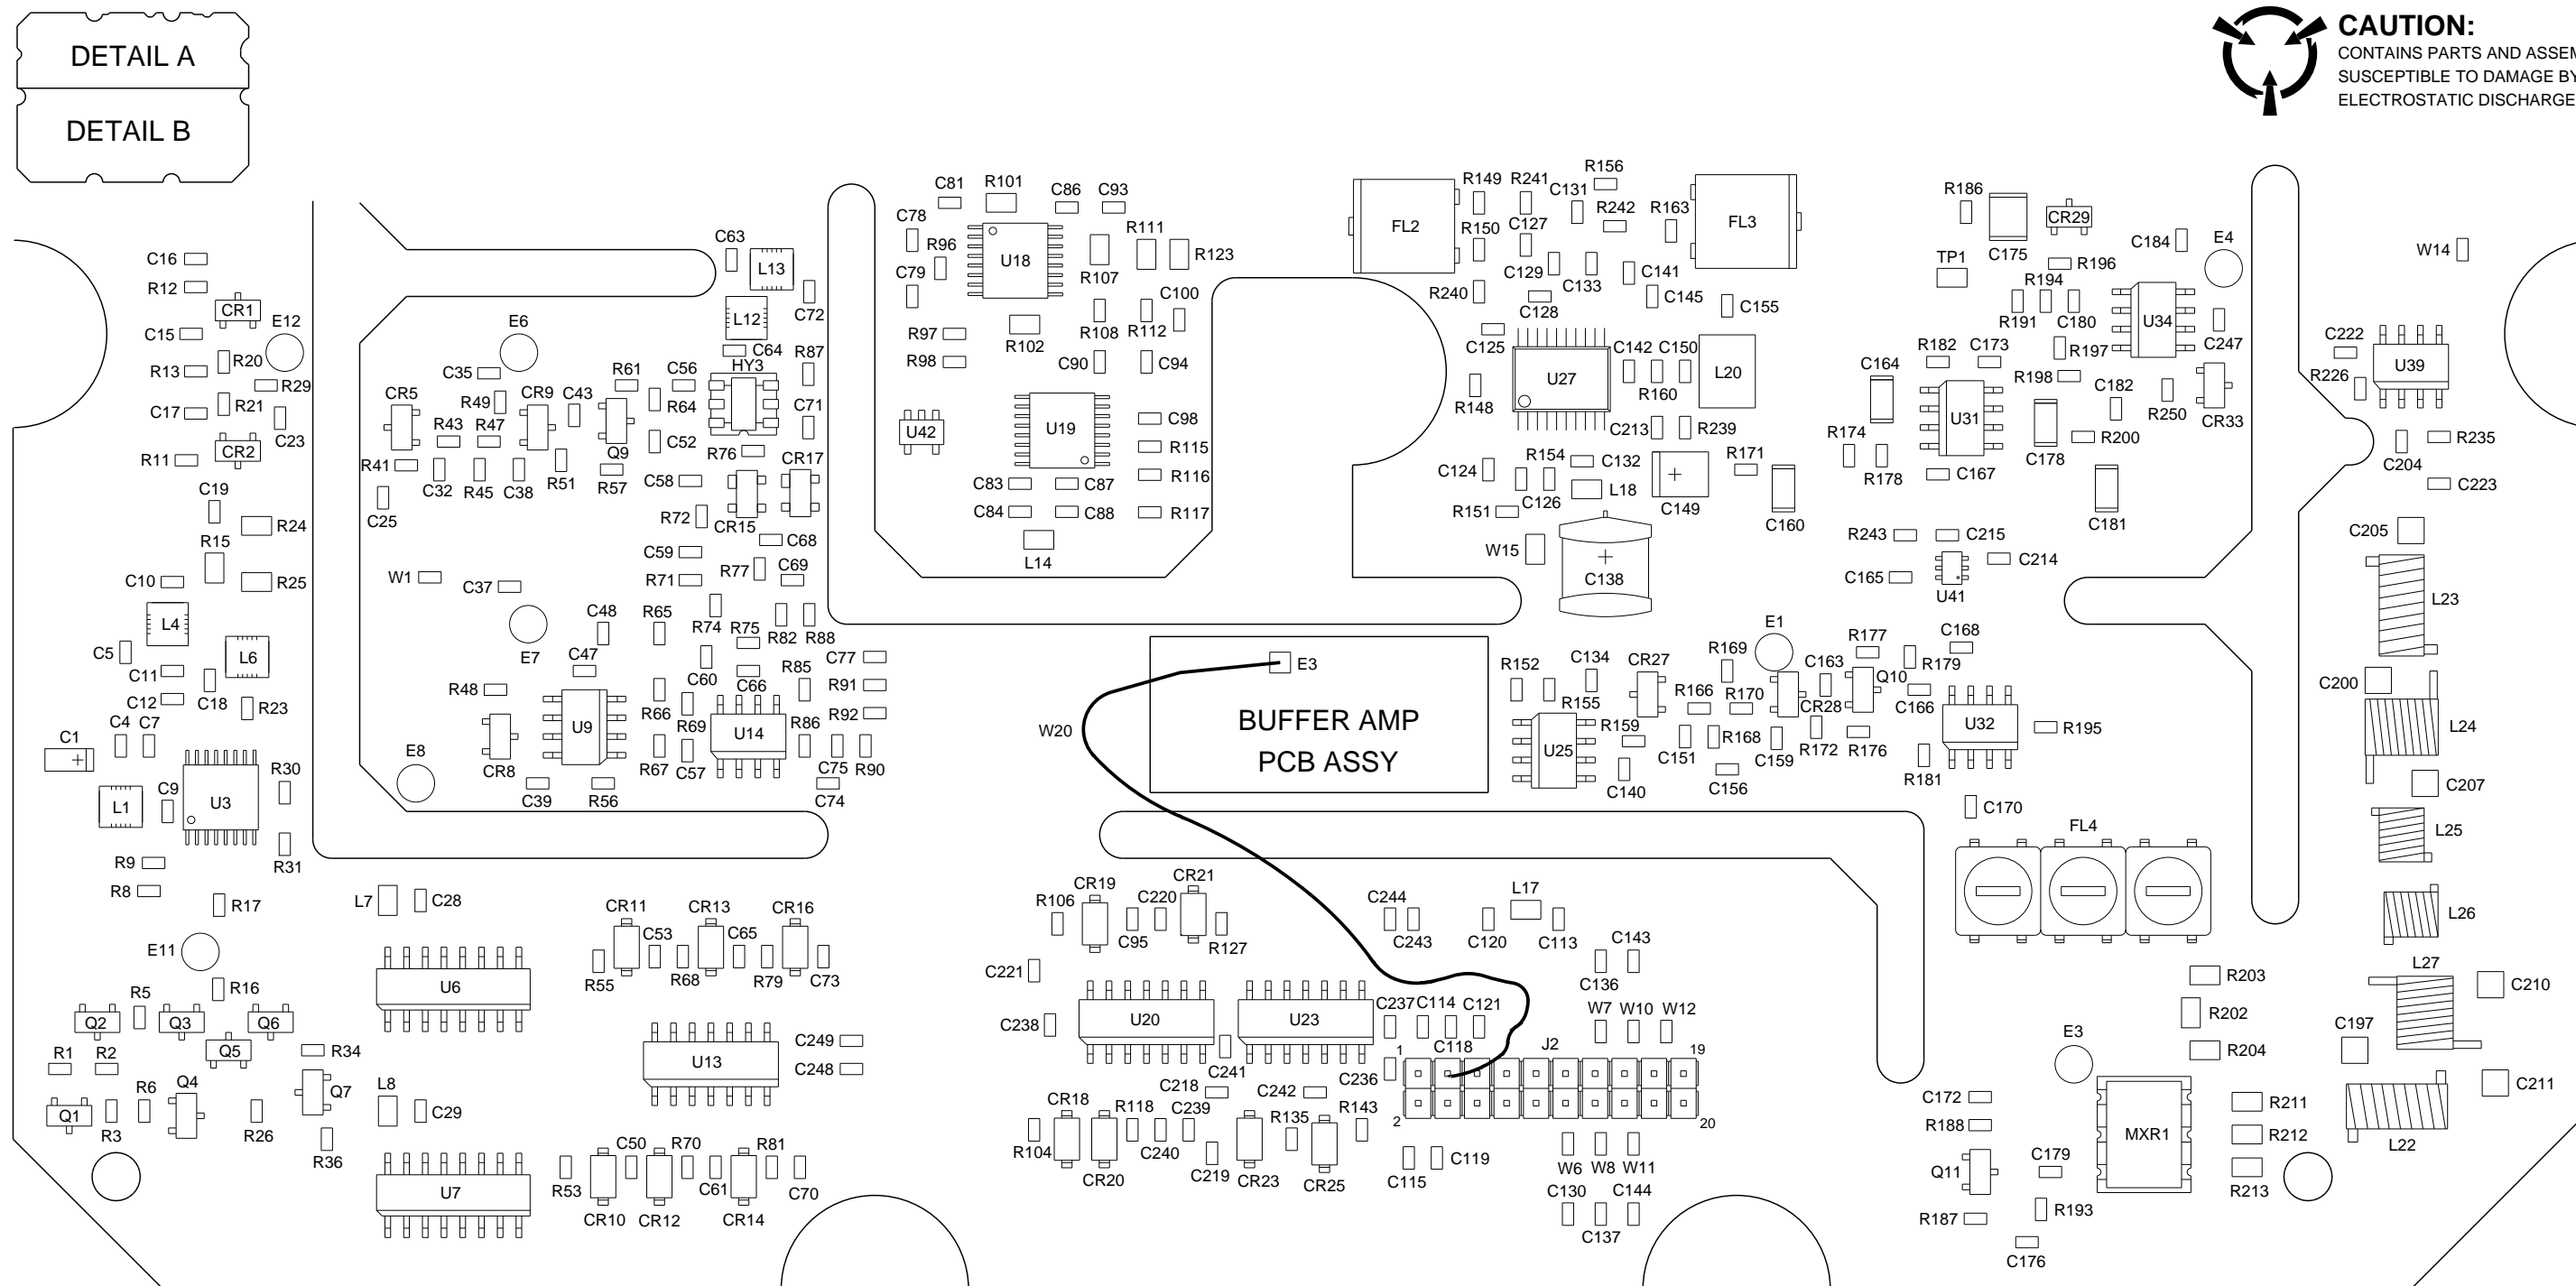 DETAIL A
DETAIL B
CAUTION:
CONTAINS PARTS AND ASSEM
SUSCEPTIBLE TO DAMAGE BY
ELECTROSTATIC DISCHARGE
C16
R12
CR1
C15
E12
R20
R13
R29
C17
R21
C23
R11
CR2
C19
R24
R15
C10
R25
L4
C5
L6
C11
C12
C18
R23
C4
C7
C1
L1
C9
U3
R30
R31
R9
R8
R17
E11
R16
R5
Q2
Q3
Q6
R1
R2
Q5
R34
R6
Q4
Q7
Q1
R3
R26
R36
L7
C28
U6
L8
C29
U7
C63
L13
L12
C72
C64
R87
HY3
E6
C35
R61
C56
CR5
R49
CR9
C43
R64
C71
R43
R47
C52
Q9
R76
R41
CR17
C32
R45
C38
R51
R57
C58
C25
R72
CR15
C68
C59
W1
C37
R71
R77
C69
C48
R65
R74
R75
R82
R88
E7
C47
C77
R85
R48
C60
C66
R91
U9
R66
R69
U14
R86
R92
E8
CR8
R67
C57
C75
R90
C39
R56
C74
C81
R101
C86
C93
C78
R96
U18
R111
R107
R123
C79
C100
R97
R102
R108
R112
R98
C90
C94
U42
U19
C98
R115
R116
C83
C87
C84
C88
R117
L14
FL2
R149
R241
C131
R156
R150
C127
R242
R163
FL3
C129
C133
C141
R240
C128
C145
C155
C125
C142
C150
U27
L20
R148
R160
C213
R239
C124
R154
C132
R171
C126
L18
R151
C149
C160
W15
C138
R186
C175
CR29
C184
E4
W14
TP1
R196
R194
R191
C180
U34
C247
R182
C173
R197
C164
R198
C182
R250
CR33
U31
C178
R200
R174
R178
C167
C181
R243
C215
C214
C165
U41
C222
U39
R226
C204
R235
C223
C205
L23
C200
L24
C207
L25
L26
L27
C210
C197
C211
L22
W20
E3
BUFFER AMP
PCB ASSY
R152
C134
CR27
R169
E1
R177
C168
R155
R166
R170
C163
Q10
R179
U25
R159
CR28
C166
U32
R195
C151
R168
C159
R172
R176
R181
C140
C156
C170
FL4
CR11
CR13
CR16
C53
C65
R55
R68
R79
C73
U13
C249
C248
C50
R70
R81
R53
C61
C70
CR10
CR12
CR14
R106
CR19
C220
CR21
C95
R127
C221
C238
U20
U23
C241
C218
C242
C236
C237
C114
C121
C118
C244
C243
C120
L17
C113
C143
C136
W7
W10
W12
J2
1
19
2
20
CR18
R118
C239
R135
R143
R104
CR20
C240
C219
CR23
CR25
C115
C119
W6
W8
W11
C130
C144
C137
R203
R202
R204
E3
C172
R188
MXR1
R211
R212
R213
Q11
C179
R193
R187
C176